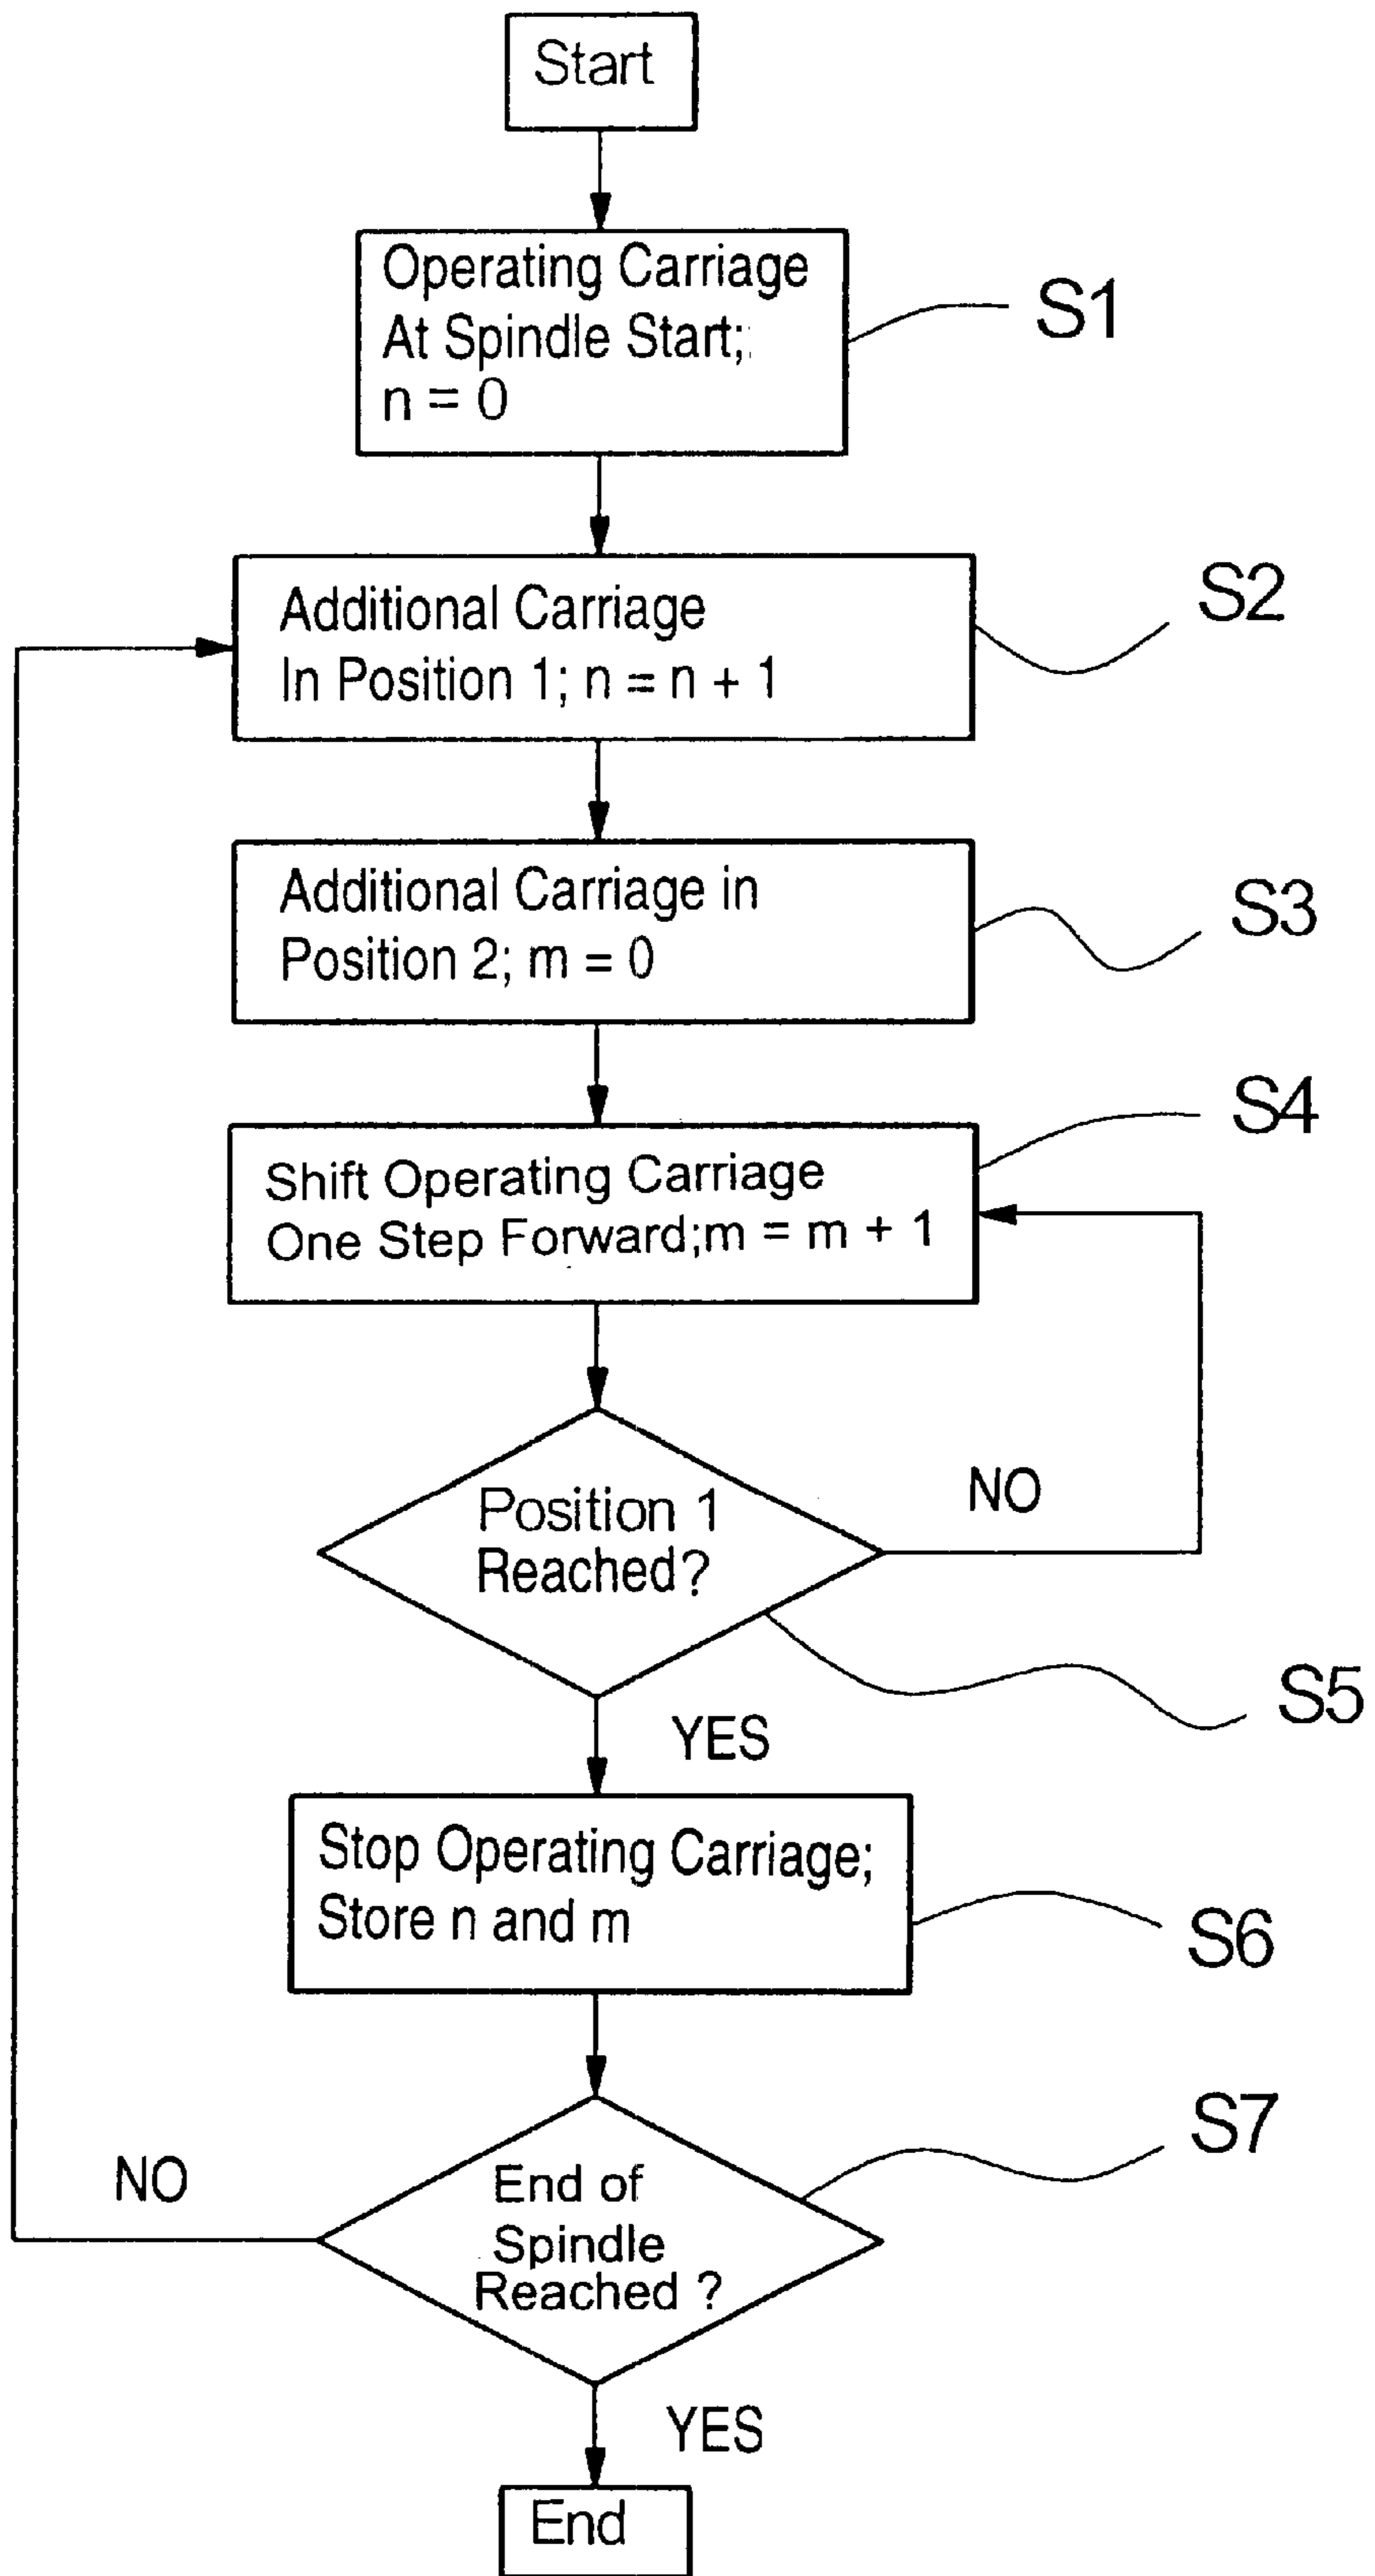 Start
Operating Carriage
At Spindle Start;
n = 0
S1
Additional Carriage
In Position 1; n = n + 1
S2
Additional Carriage in
Position 2; m = 0
S3
Shift Operating Carriage
One Step Forward;m = m + 1
S4
Position 1
Reached?
NO
S5
YES
Stop Operating Carriage;
Store n and m
S6
End of
Spindle
Reached ?
NO
S7
YES
End